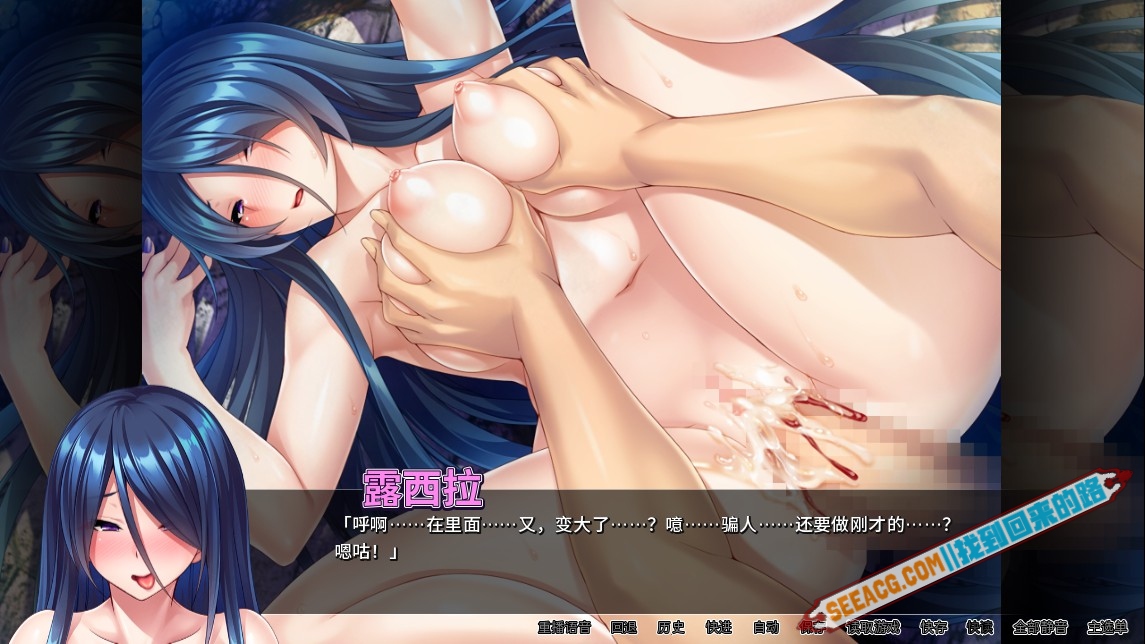 露西拉
「呼啊……在里面……又，变大了……？噫……骗人……还要做刚才的……？
嗯咕！」
SEEACG.COM||找到回来的路
重播语音 回退 历史 快进 自动 保存 读取游戏 快存 快读 全部静音 主选单